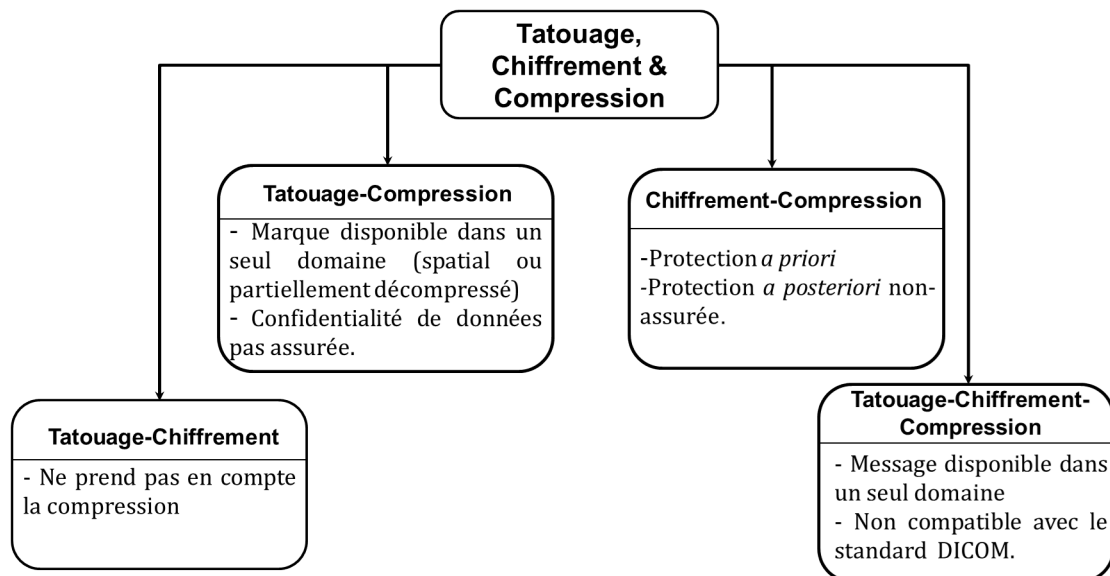 Tatouage,
Chiffrement &
Compression
Tatouage-Compression
- Marque disponible dans un
seul domaine (spatial ou
partiellement décompressé)
- Confidentialité de données
pas assurée.
Chiffrement-Compression
-Protection a priori
-Protection a posteriori non-
assurée.
Tatouage-Chiffrement
- Ne prend pas en compte
la compression
Tatouage-Chiffrement-
Compression
- Message disponible dans
un seul domaine
- Non compatible avec le
standard DICOM.